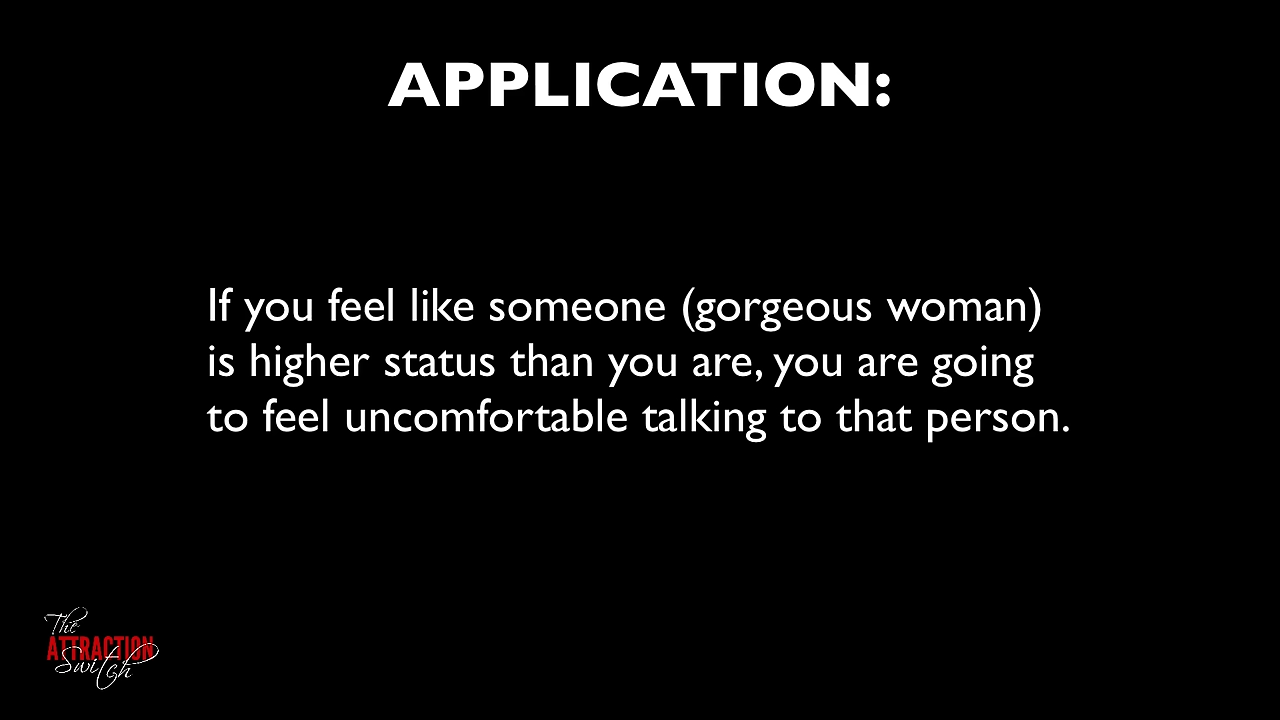 APPLICATION:
If you feel like someone (gorgeous woman)
is higher status than you are, you are going
to feel uncomfortable talking to that person.
The
ATTRACTION
Switch